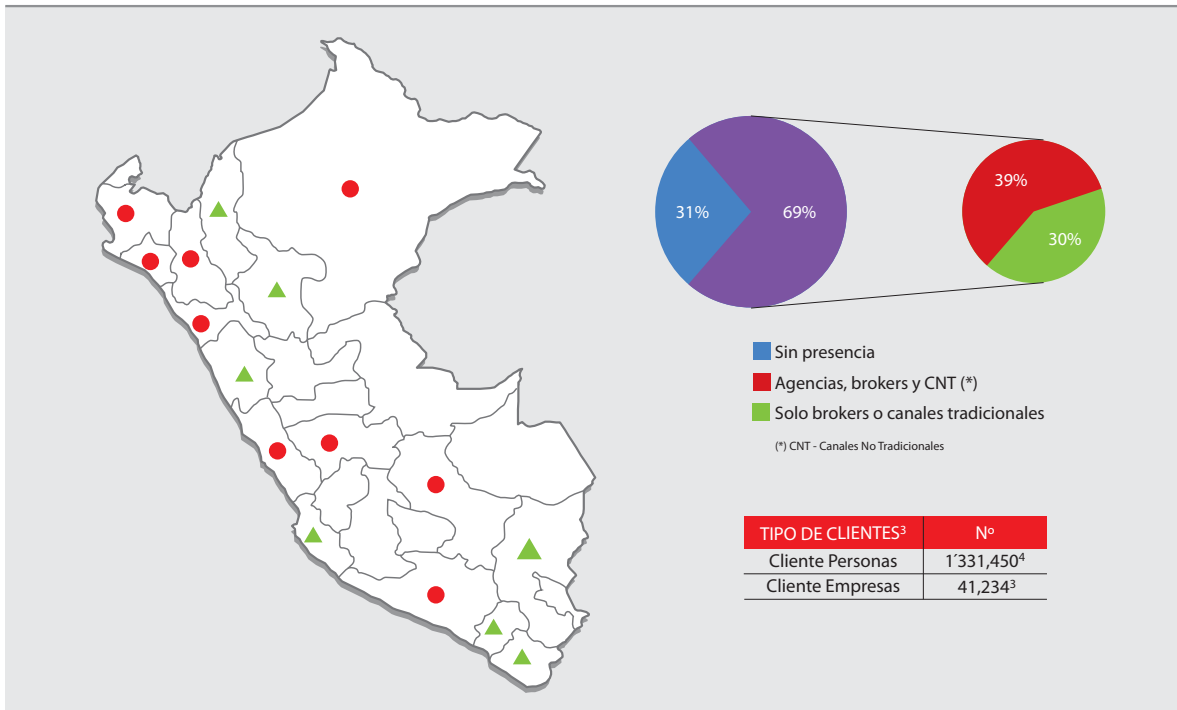 31%
69%
39%
30%
Sin presencia
Agencias, brokers y CNT (*)
Solo brokers o canales tradicionales
(*) CNT - Canales No Tradicionales
TIPO DE CLIENTES³ Nº
Cliente Personas 1´331,450⁴
Cliente Empresas 41,234³